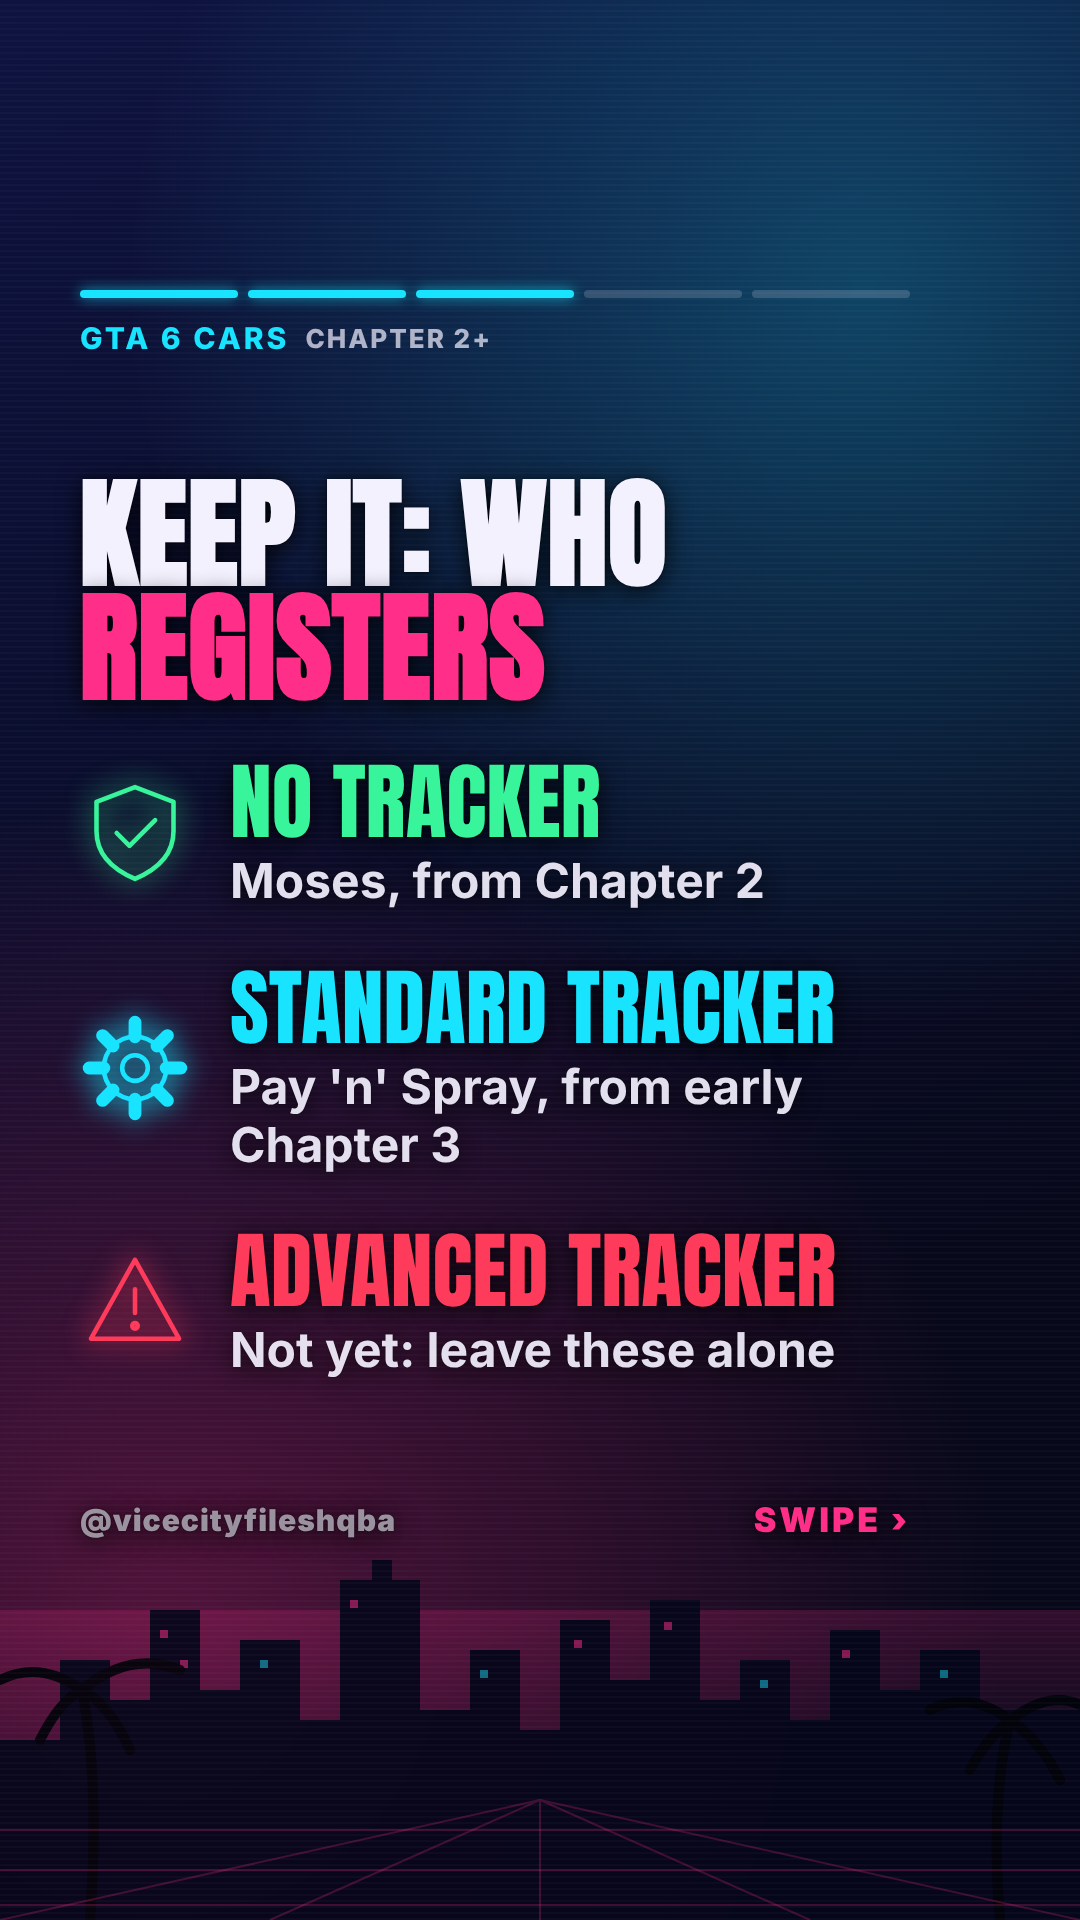 GTA 6 CARS CHAPTER 2+
KEEP IT: WHO
REGISTERS
NO TRACKER
Moses, from Chapter 2
STANDARD TRACKER
Pay 'n' Spray, from early
Chapter 3
ADVANCED TRACKER
Not yet: leave these alone
@vicecityfileshqba
SWIPE ›